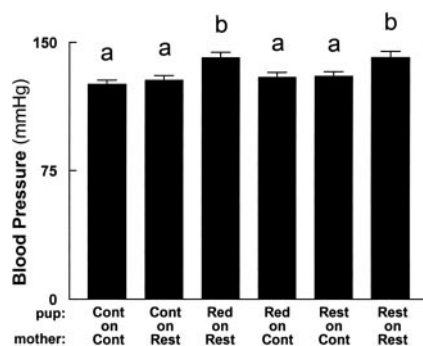 150
75
0
Blood Pressure (mmHg)
a a b a a b
pup: Cont Cont Red Red Rest Rest
on on on on on on
mother: Cont Rest Rest Cont Cont Rest